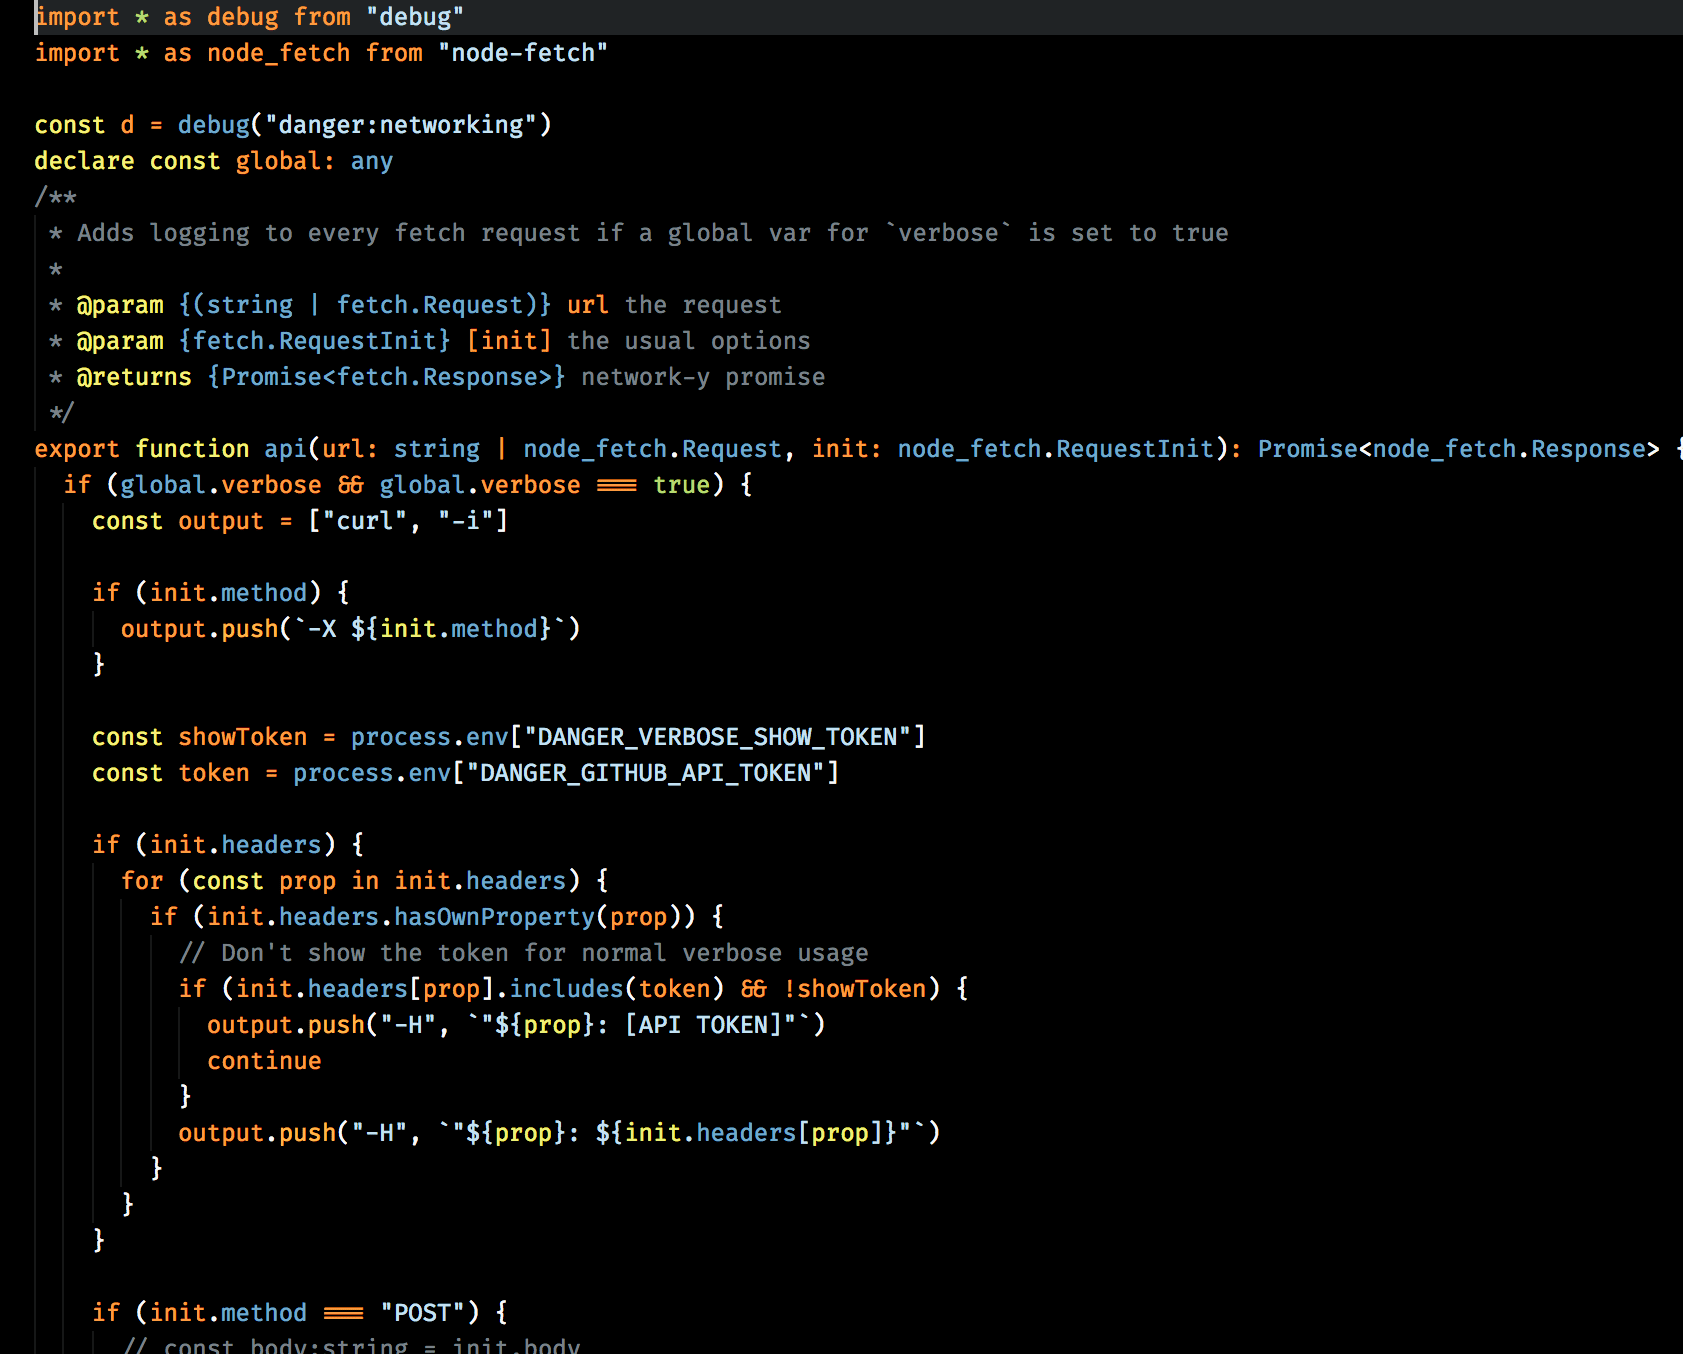 import * as debug from "debug"
import * as node_fetch from "node-fetch"
const d = debug("danger:networking")
declare const global: any
/**
* Adds logging to every fetch request if a global var for `verbose` is set to true
*
* @param {(string | fetch.Request)} url the request
* @param {fetch.RequestInit} [init] the usual options
* @returns {Promise<fetch.Response>} network-y promise
*/
export function api(url: string | node_fetch.Request, init: node_fetch.RequestInit): Promise<node_fetch.Response> {
if (global.verbose && global.verbose === true) {
const output = ["curl", "-i"]
if (init.method) {
output.push(`-X ${init.method}`)
}
const showToken = process.env["DANGER_VERBOSE_SHOW_TOKEN"]
const token = process.env["DANGER_GITHUB_API_TOKEN"]
if (init.headers) {
for (const prop in init.headers) {
if (init.headers.hasOwnProperty(prop)) {
// Don't show the token for normal verbose usage
if (init.headers[prop].includes(token) && !showToken) {
output.push("-H", `"${prop}: [API TOKEN]"`)
continue
}
output.push("-H", `"${prop}: ${init.headers[prop]}"`)
}
}
}
if (init.method === "POST") {
// const body:string = init.body